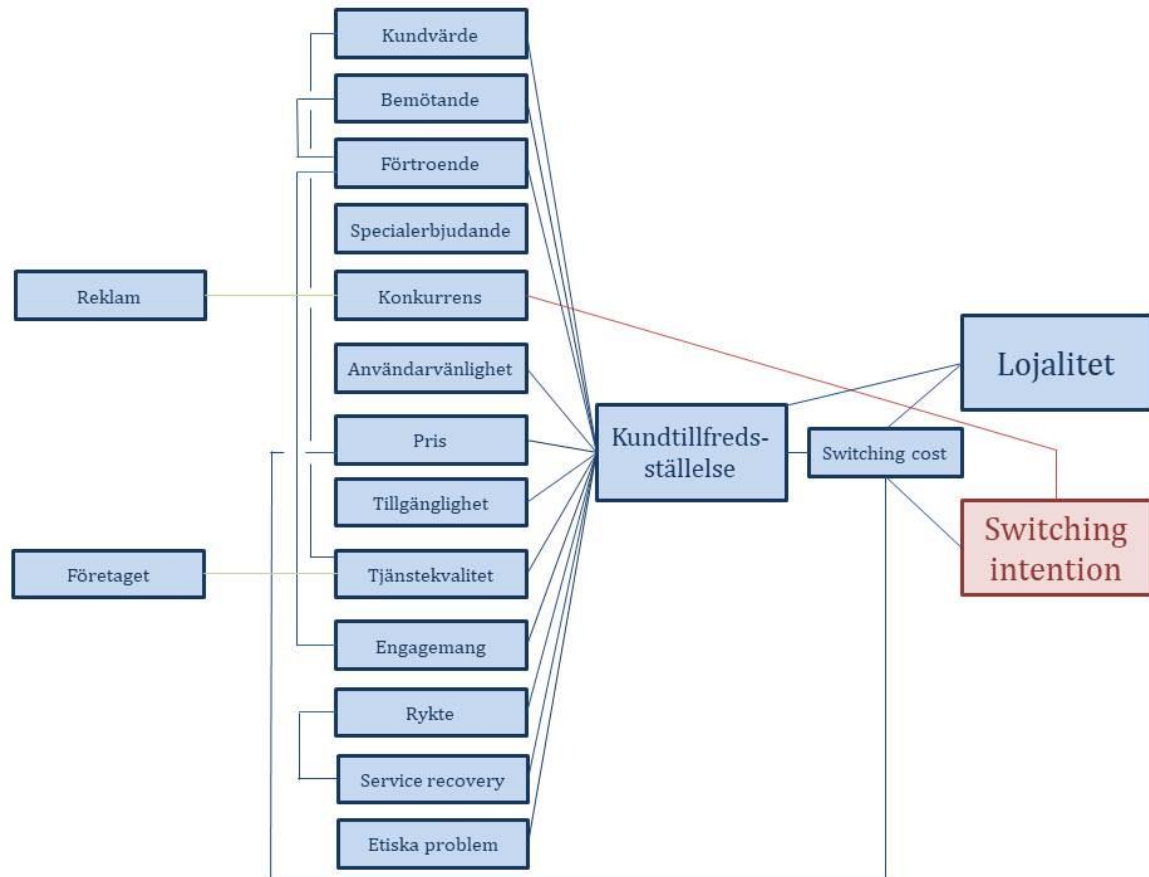 Kundvärde
Bemötande
Förtroende
Specialerbjudande
Reklam
Konkurrens
Användarvänlighet
Pris
Tillgänglighet
Företaget
Tjänstekvalitet
Engagemang
Rykte
Service recovery
Etiska problem
Kundtillfreds-
ställelse
Switching cost
Lojalitet
Switching
intention